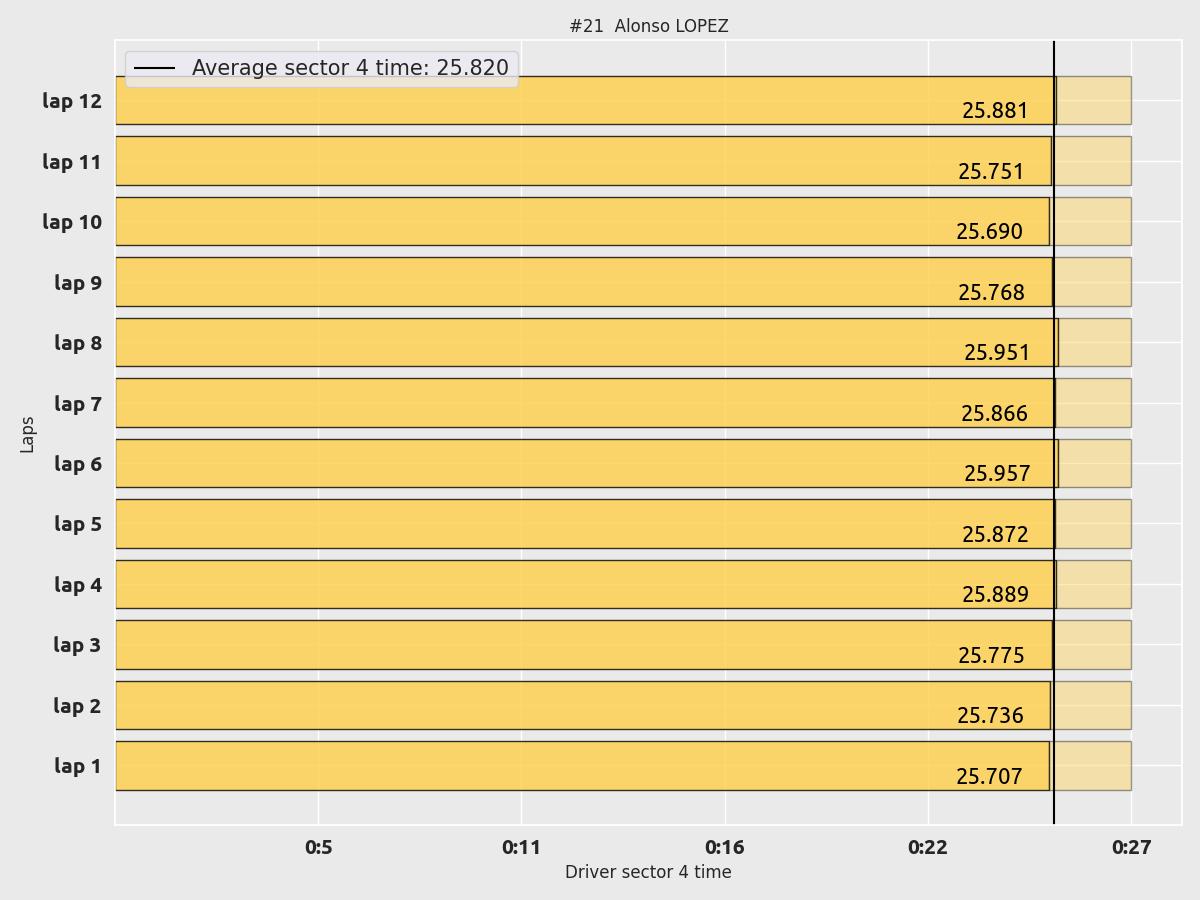 #21 Alonso LOPEZ
Average sector 4 time: 25.820
lap 12 25.881
lap 11 25.751
lap 10 25.690
lap 9 25.768
lap 8 25.951
lap 7 25.866
lap 6 25.957
lap 5 25.872
lap 4 25.889
lap 3 25.775
lap 2 25.736
lap 1 25.707
Laps
0:5 0:11 0:16 0:22 0:27
Driver sector 4 time